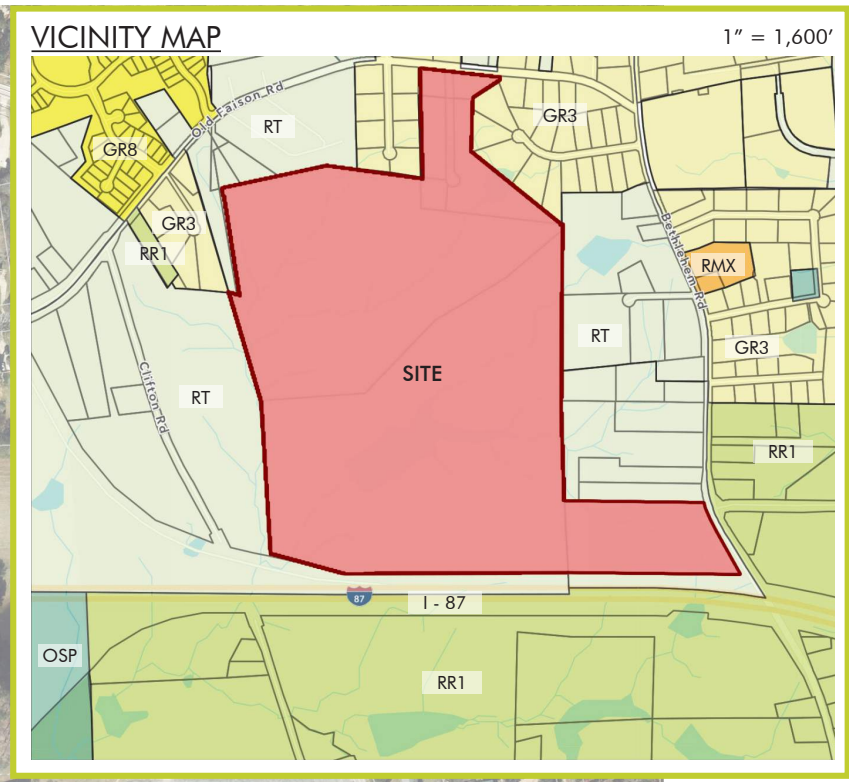 VICINITY MAP
1” = 1,600’
Old Faison Rd
GR3
RT
GR8
GR3
RR1
Bethlehem Rd
RMX
RT
GR3
SITE
Clifton Rd
RT
RR1
87
I - 87
OSP
RR1